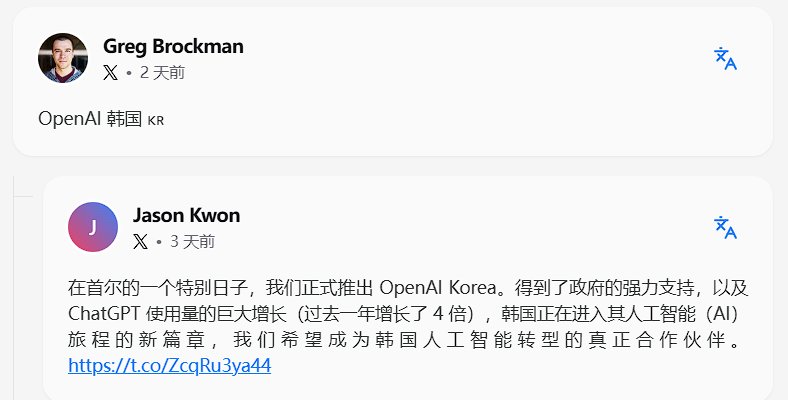 Greg Brockman
X • 2 天前
OpenAI 韩国 KR
J
Jason Kwon
X • 3 天前
在首尔的一个特别日子，我们正式推出 OpenAI Korea。得到了政府的强力支持，以及
ChatGPT 使用量的巨大增长（过去一年增长了 4 倍），韩国正在进入其人工智能（AI）
旅程的新篇章，我们希望成为韩国人工智能转型的真正合作伙伴。
https://t.co/ZcqRu3ya44